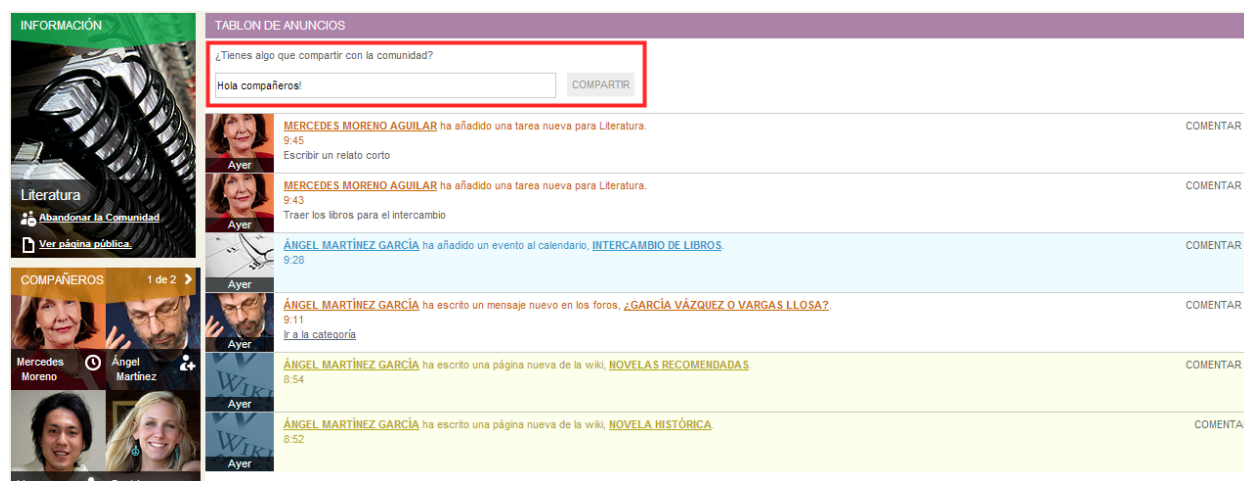 INFORMACIÓN
Literatura
Abandonar la Comunidad
Ver página pública.
COMPAÑEROS 1 de 2
Mercedes Moreno
Ángel Martínez
TABLON DE ANUNCIOS
¿Tienes algo que compartir con la comunidad?
Hola compañeros! COMPARTIR
MERCEDES MORENO AGUILAR ha añadido una tarea nueva para Literatura. COMENTAR
9:45
Escribir un relato corto
Ayer
MERCEDES MORENO AGUILAR ha añadido una tarea nueva para Literatura. COMENTAR
9:43
Traer los libros para el intercambio
Ayer
ÁNGEL MARTÍNEZ GARCÍA ha añadido un evento al calendario, INTERCAMBIO DE LIBROS. COMENTAR
9:28
Ayer
ÁNGEL MARTÍNEZ GARCÍA ha escrito un mensaje nuevo en los foros, ¿GARCÍA VÁZQUEZ O VARGAS LLOSA?. COMENTAR
9:11
Ir a la categoría
Ayer
ÁNGEL MARTÍNEZ GARCÍA ha escrito una página nueva de la wiki, NOVELAS RECOMENDADAS. COMENTAR
8:54
WIKI
Ayer
ÁNGEL MARTÍNEZ GARCÍA ha escrito una página nueva de la wiki, NOVELA HISTÓRICA. COMENTA
8:52
WIKI
Ayer